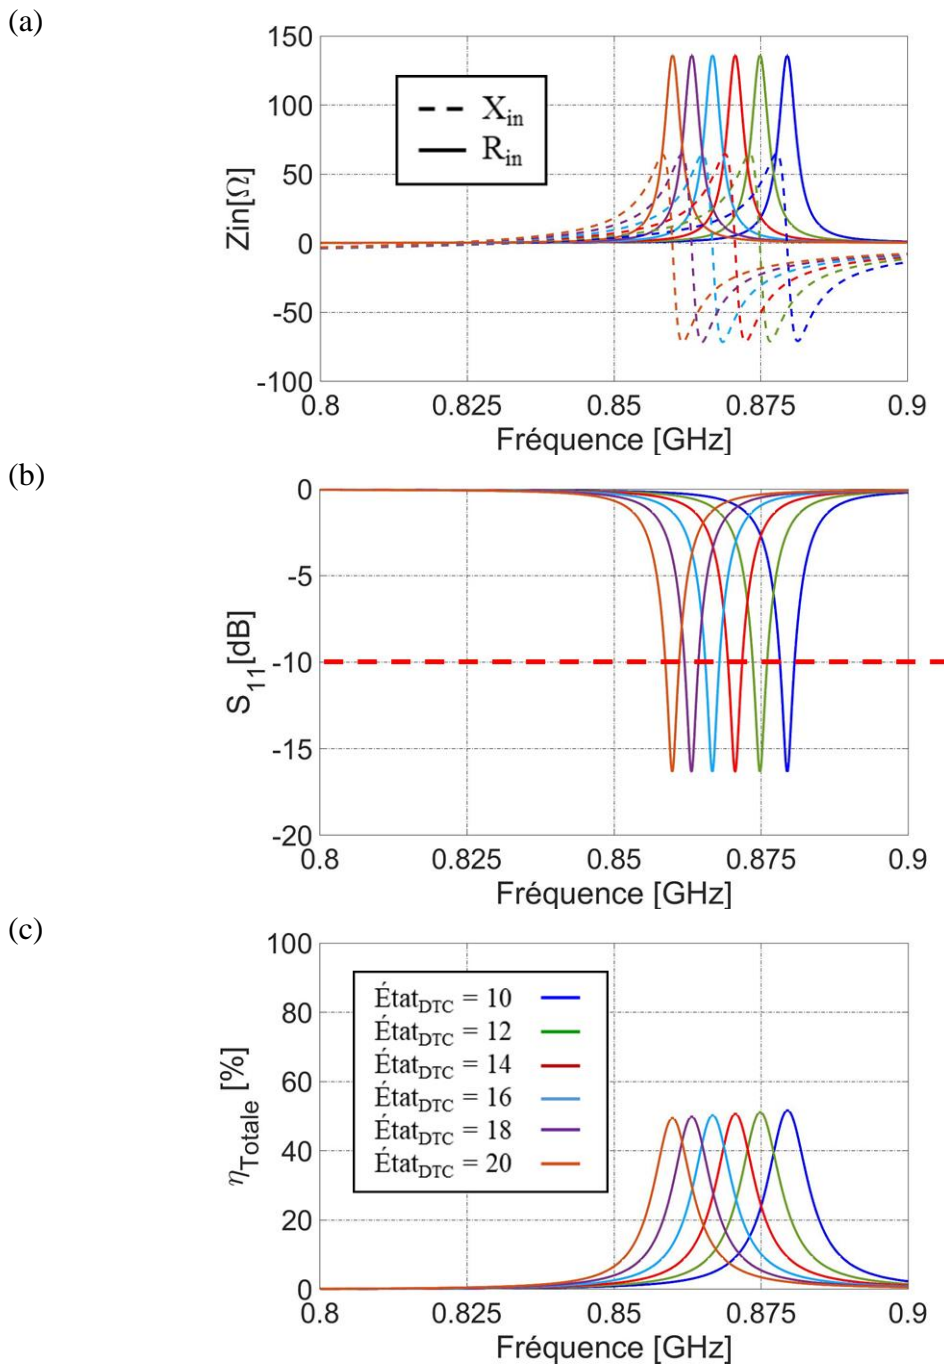 (a)
150
100
50
0
-50
-100
Zin[Ω]
X_in
R_in
0.8 0.825 0.85 0.875 0.9
Fréquence [GHz]
(b)
0
-5
-10
-15
-20
S_11[dB]
0.8 0.825 0.85 0.875 0.9
Fréquence [GHz]
(c)
100
80
60
40
20
0
η_Totale [%]
État_DTC = 10
État_DTC = 12
État_DTC = 14
État_DTC = 16
État_DTC = 18
État_DTC = 20
0.8 0.825 0.85 0.875 0.9
Fréquence [GHz]